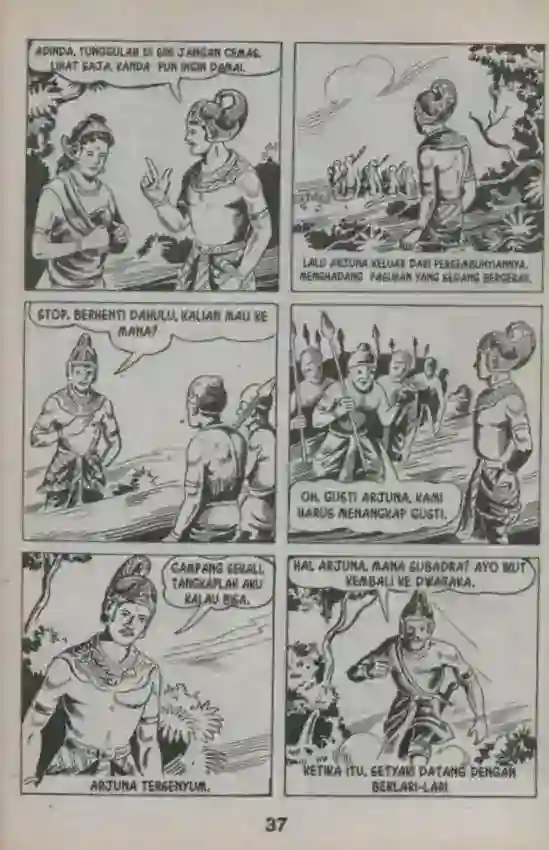 ADINDA, TUNGGULAH DI SINI JANGAN CEMAS.
LIHAT SAJA, KANDA PUN INGIN DAMAI.
LALU ARJUNA KELUAR DARI PERSEMBUNYIANNYA.
MENGHADANG PASUKAN YANG SEDANG BERGERAK.
STOP. BERHENTI DAHULU, KALIAN MAU KE
MANA?
OH, GUSTI ARJUNA, KAMI
HARUS MENANGKAP GUSTI.
GAMPANG SEKALI,
TANGKAPLAH AKU
KALAU BISA.
ARJUNA TERSENYUM.
HAI, ARJUNA, MANA SUBADRA? AYO IKUT
KEMBALI KE DWARAKA.
KETIKA ITU, SETYAKI DATANG DENGAN
BERLARI-LARI
37